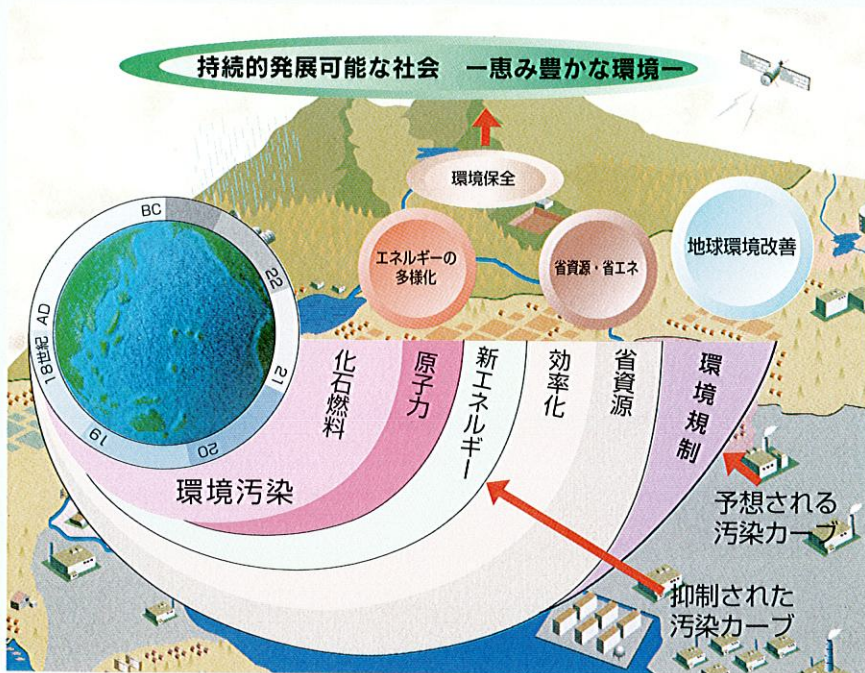 持続的発展可能な社会 ー恵み豊かな環境ー
環境保全
エネルギーの
多様化
省資源・省エネ
地球環境改善
BC
AD
18世紀
19
20
21
22
化石燃料
原子力
新エネルギー
効率化
省資源
環境規制
環境汚染
予想される
汚染カーブ
抑制された
汚染カーブ